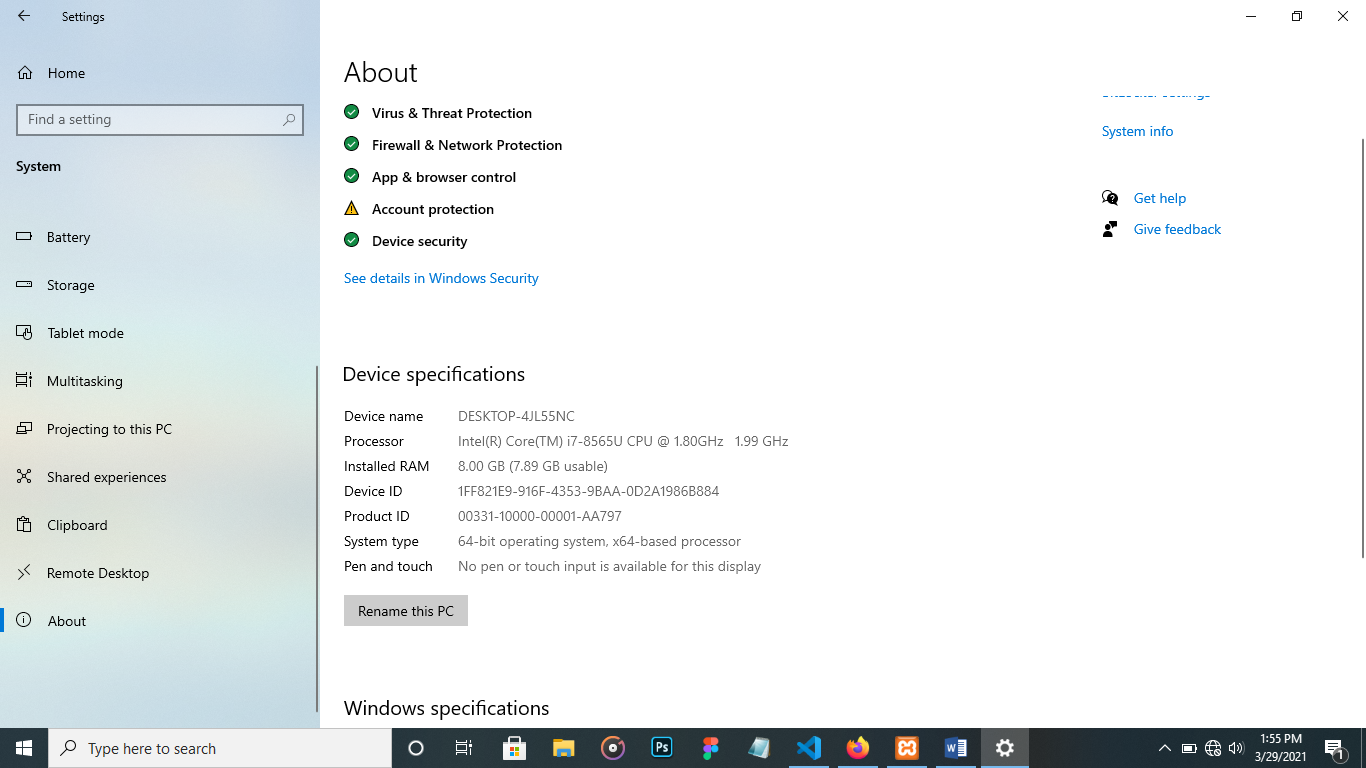 Settings
Home
Find a setting
System
Battery
Storage
Tablet mode
Multitasking
Projecting to this PC
Shared experiences
Clipboard
Remote Desktop
About
About
Virus & Threat Protection
Firewall & Network Protection
App & browser control
Account protection
Device security
See details in Windows Security
Device specifications
Device name DESKTOP-4JL55NC
Processor Intel(R) Core(TM) i7-8565U CPU @ 1.80GHz 1.99 GHz
Installed RAM 8.00 GB (7.89 GB usable)
Device ID 1FF821E9-916F-4353-9BAA-0D2A1986B884
Product ID 00331-10000-00001-AA797
System type 64-bit operating system, x64-based processor
Pen and touch No pen or touch input is available for this display
Rename this PC
Windows specifications
System info
Get help
Give feedback
Type here to search
Ps
1:55 PM
3/29/2021
1